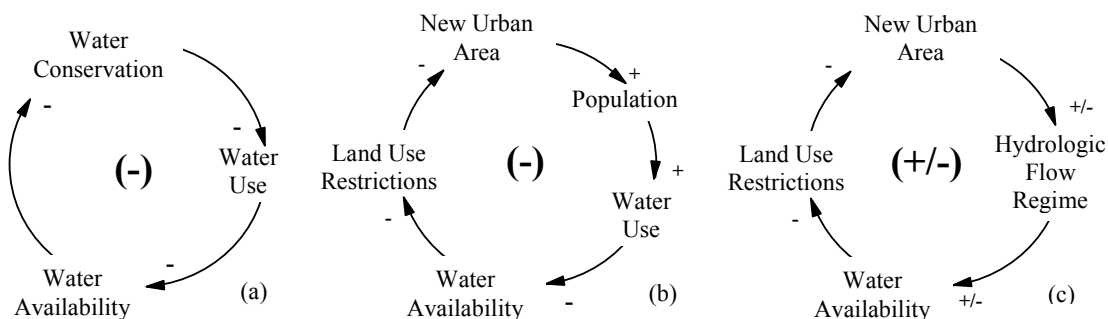 Water
Conservation
-
-
Water
Use
(-)
-
Water
Availability
(a)
New Urban
Area
-
+
Population
Land Use
Restrictions
(-)
+
Water
Use
-
Water
Availability
-
(b)
New Urban
Area
-
+/-
Land Use
Restrictions
(+/-)
Hydrologic
Flow
Regime
-
Water
Availability
+/-
(c)